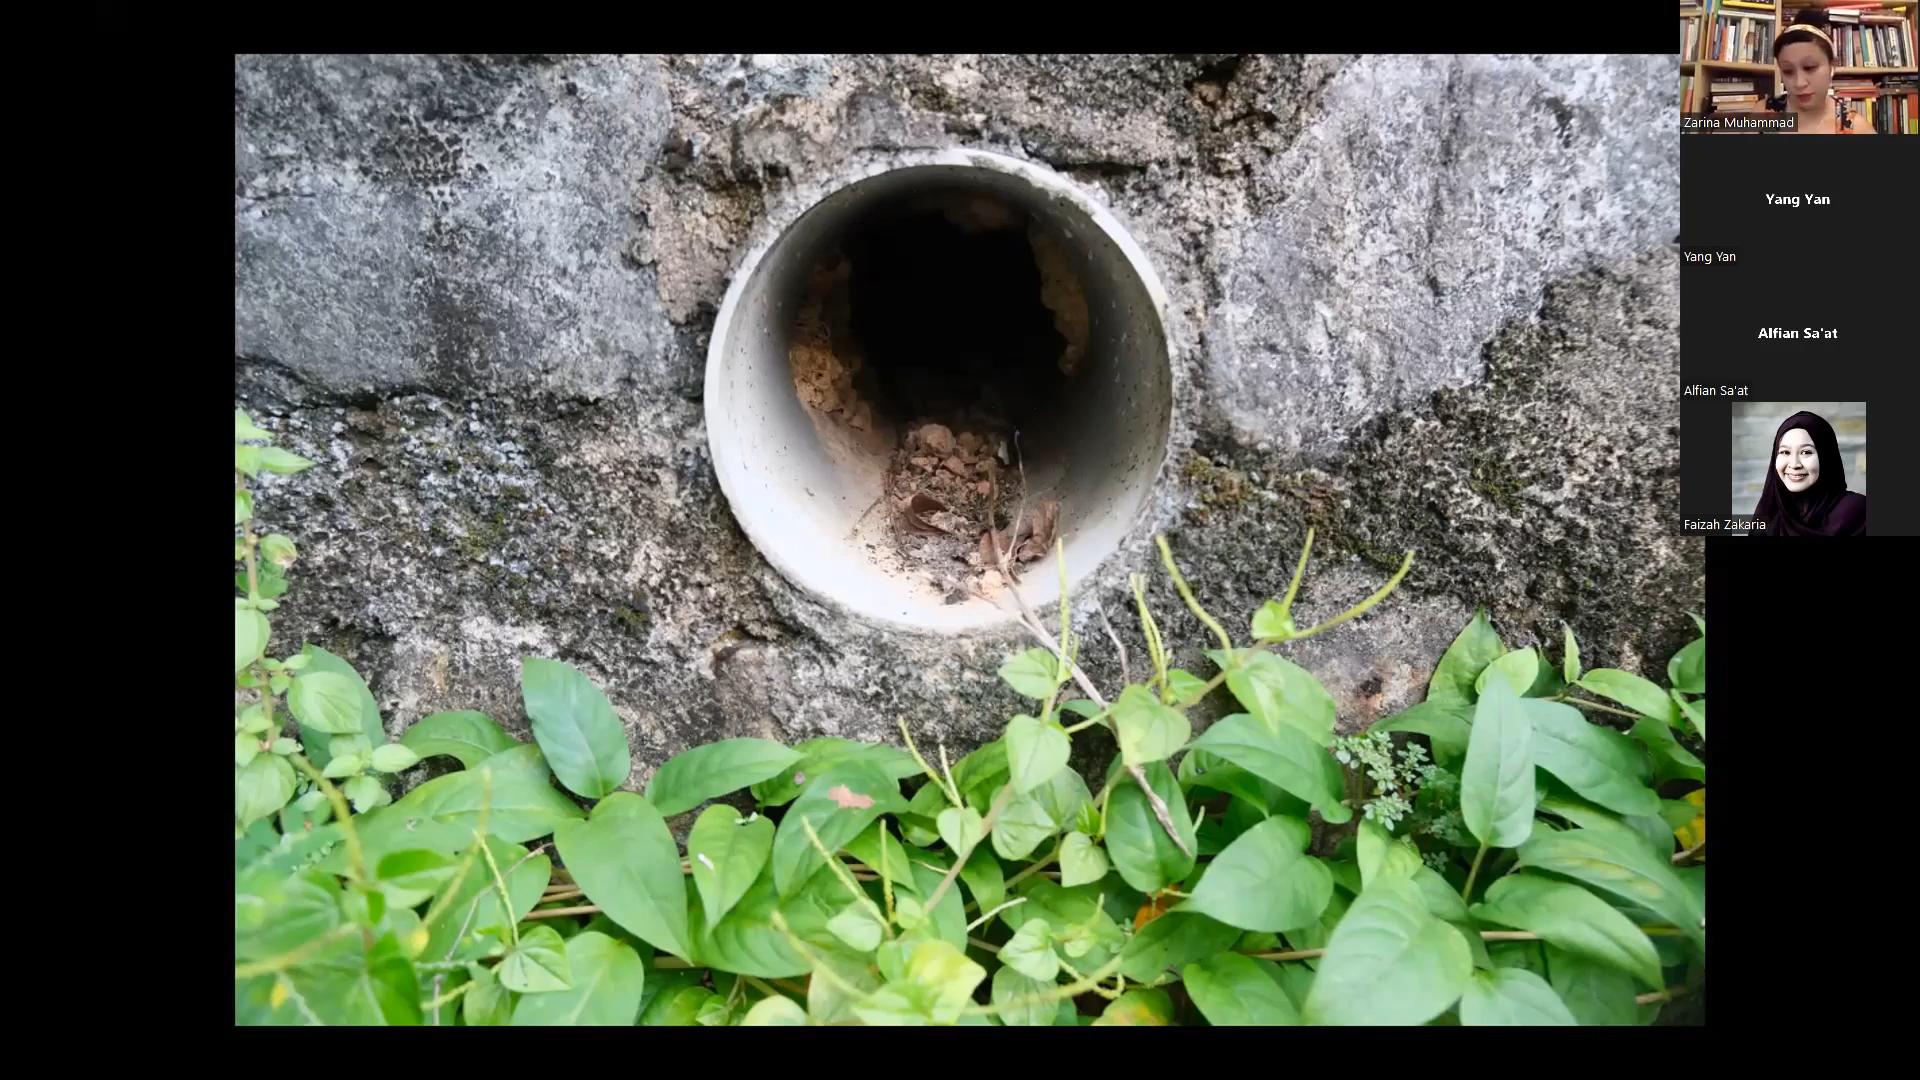 Zarina Muhammad
Yang Yan
Yang Yan
Alfian Sa'at
Alfian Sa'at
Faizah Zakaria